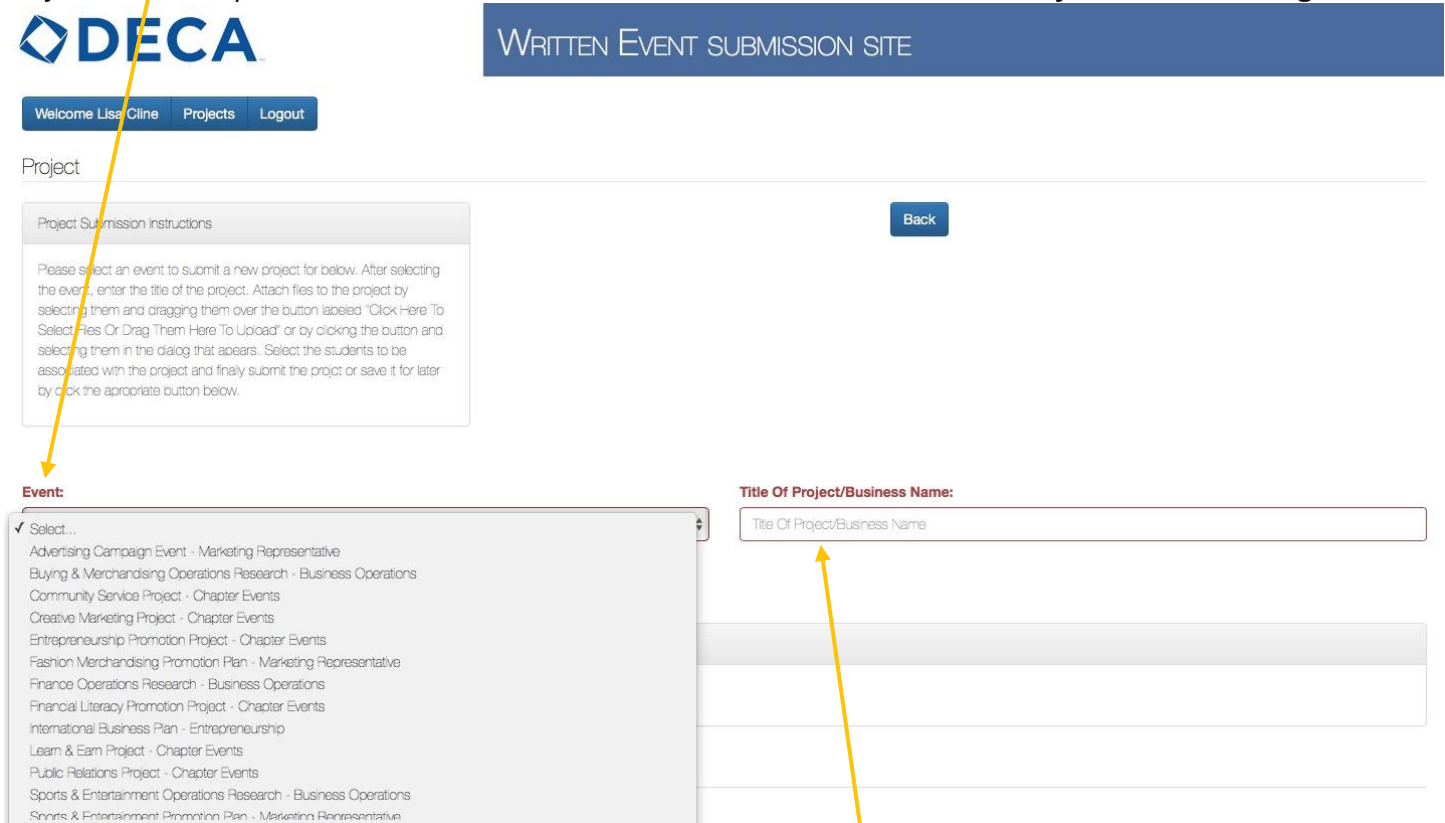 DECA
WRITTEN EVENT SUBMISSION SITE
Welcome Lisa Cline Projects Logout
Project
Project Submission Instructions
Back
Please select an event to submit a new project for below. After selecting
the event, enter the title of the project. Attach files to the project by
selecting them and dragging them over the button labeled "Click Here To
Select Files Or Drag Them Here To Upload" or by clicking the button and
selecting them in the dialog that apears. Select the students to be
associated with the project and finally submit the projct or save it for later
by click the apropriate button below.
Event:
Title Of Project/Business Name:
✓ Select...
Title Of Project/Business Name
Advertising Campaign Event - Marketing Representative
Buying & Merchandising Operations Research - Business Operations
Community Service Project - Chapter Events
Creative Marketing Project - Chapter Events
Entrepreneurship Promotion Project - Chapter Events
Fashion Merchandising Promotion Plan - Marketing Representative
Finance Operations Research - Business Operations
Financial Literacy Promotion Project - Chapter Events
International Business Plan - Entrepreneurship
Learn & Earn Project - Chapter Events
Public Relations Project - Chapter Events
Sports & Entertainment Operations Research - Business Operations
Sports & Entertainment Promotion Plan - Marketing Representative